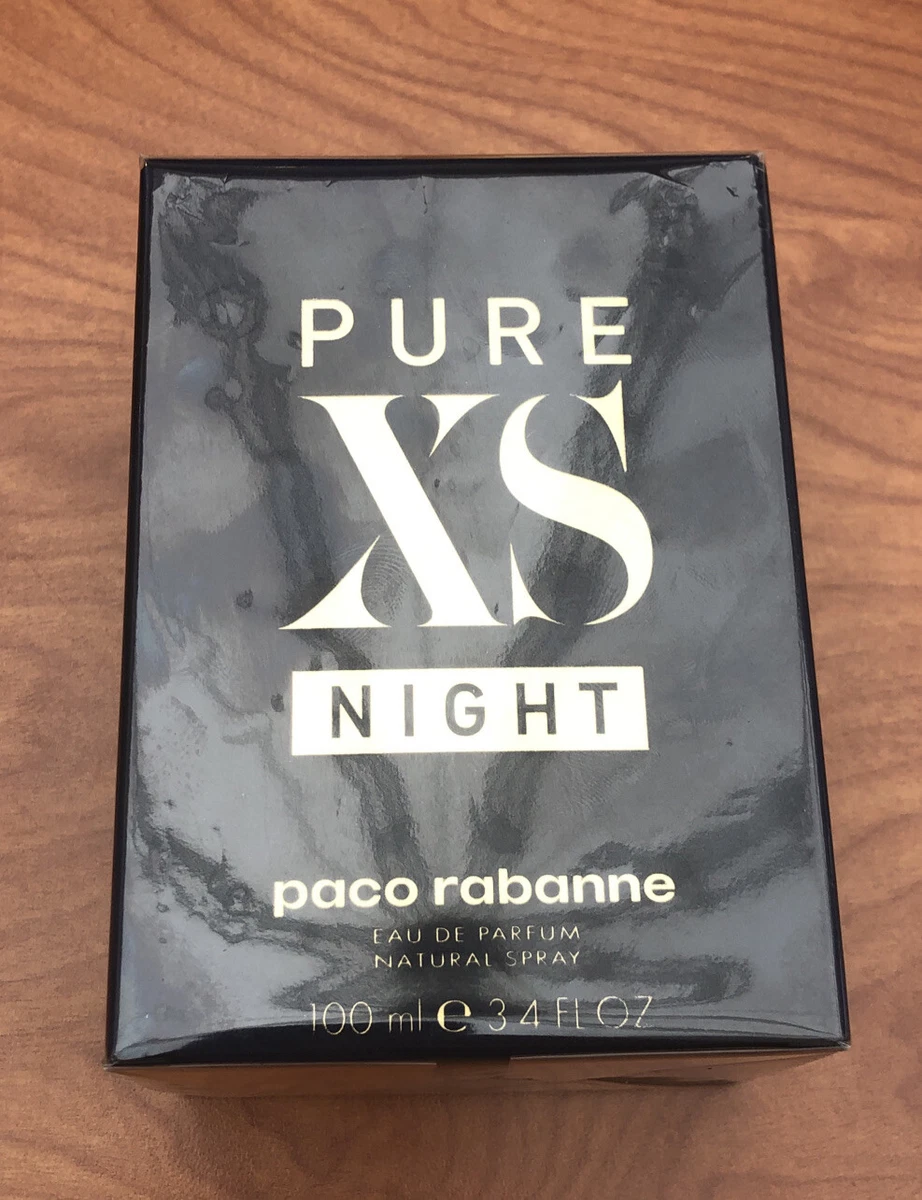 PURE
XS
NIGHT
paco rabanne
EAU DE PARFUM
NATURAL SPRAY
100 ml ℮ 3 4 FL OZ